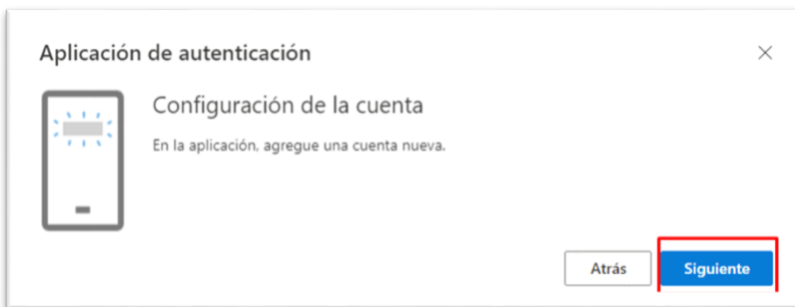 Aplicación de autenticación
Configuración de la cuenta
En la aplicación, agregue una cuenta nueva.
Atrás
Siguiente